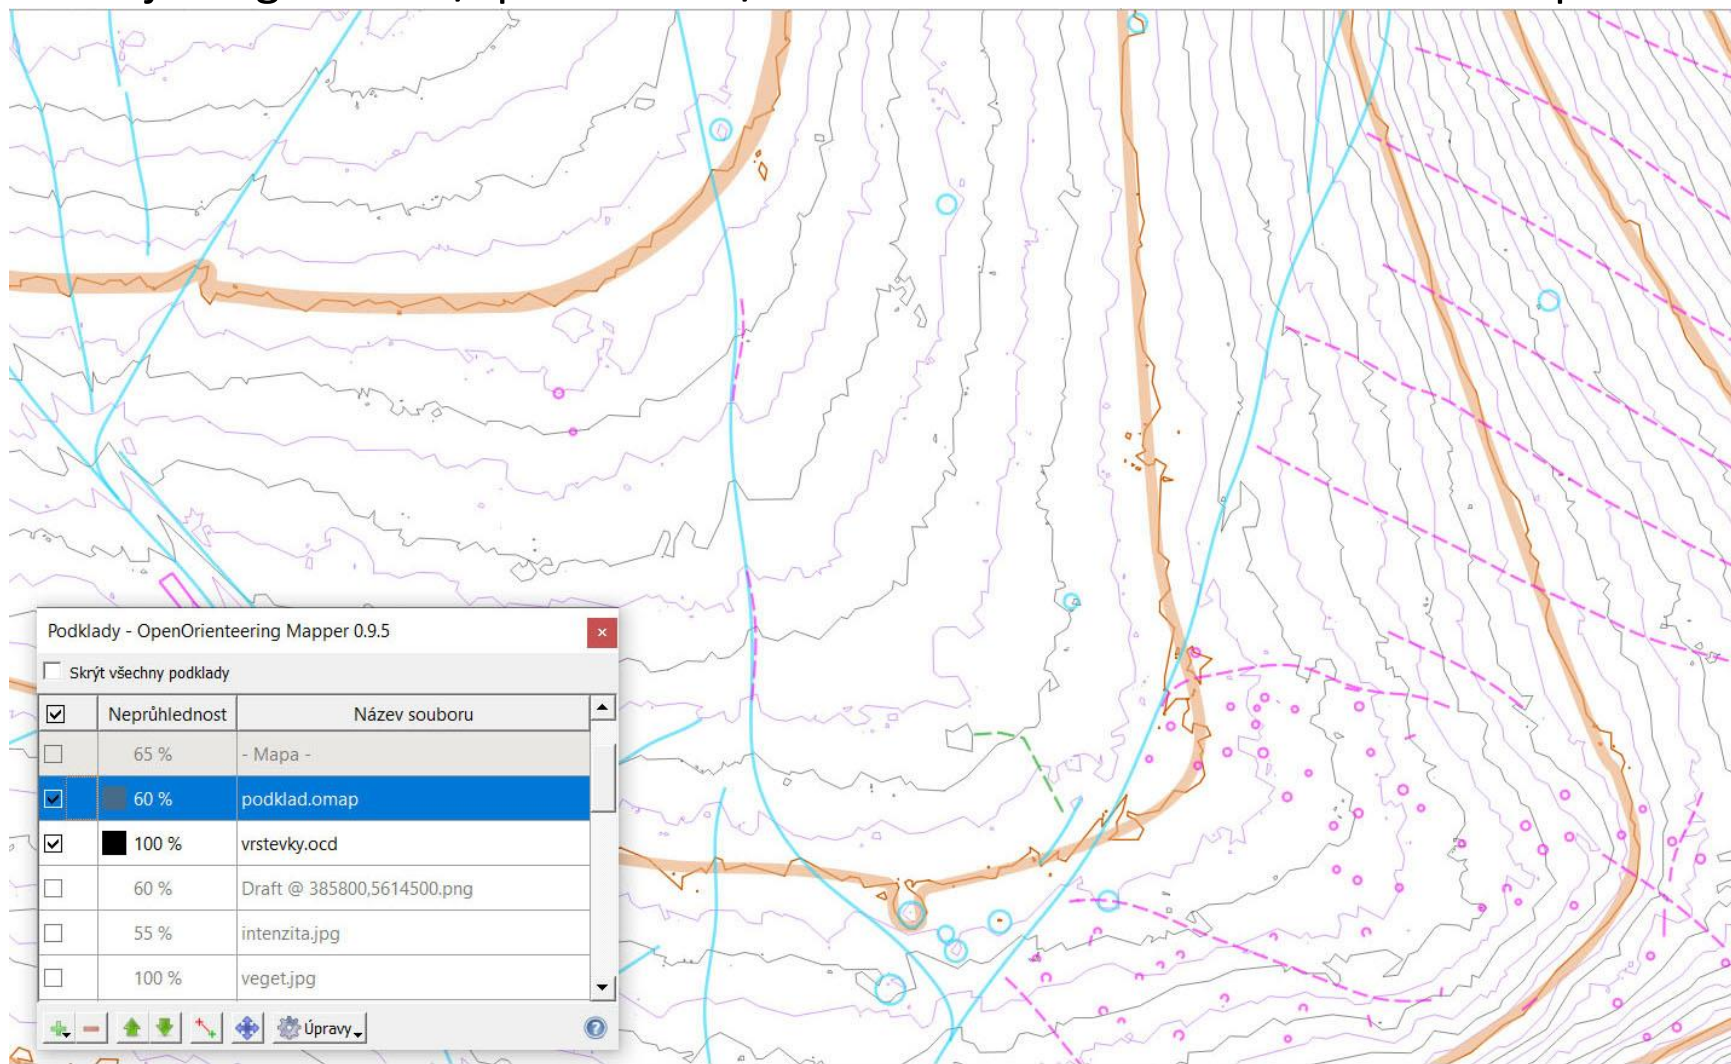 Podklady - OpenOrienteering Mapper 0.9.5
Skrýt všechny podklady
Neprůhlednost Název souboru
65 % - Mapa -
60 % podklad.omap
100 % vrstevky.ocd
60 % Draft @ 385800,5614500.png
55 % intenzita.jpg
100 % veget.jpg
Úpravy